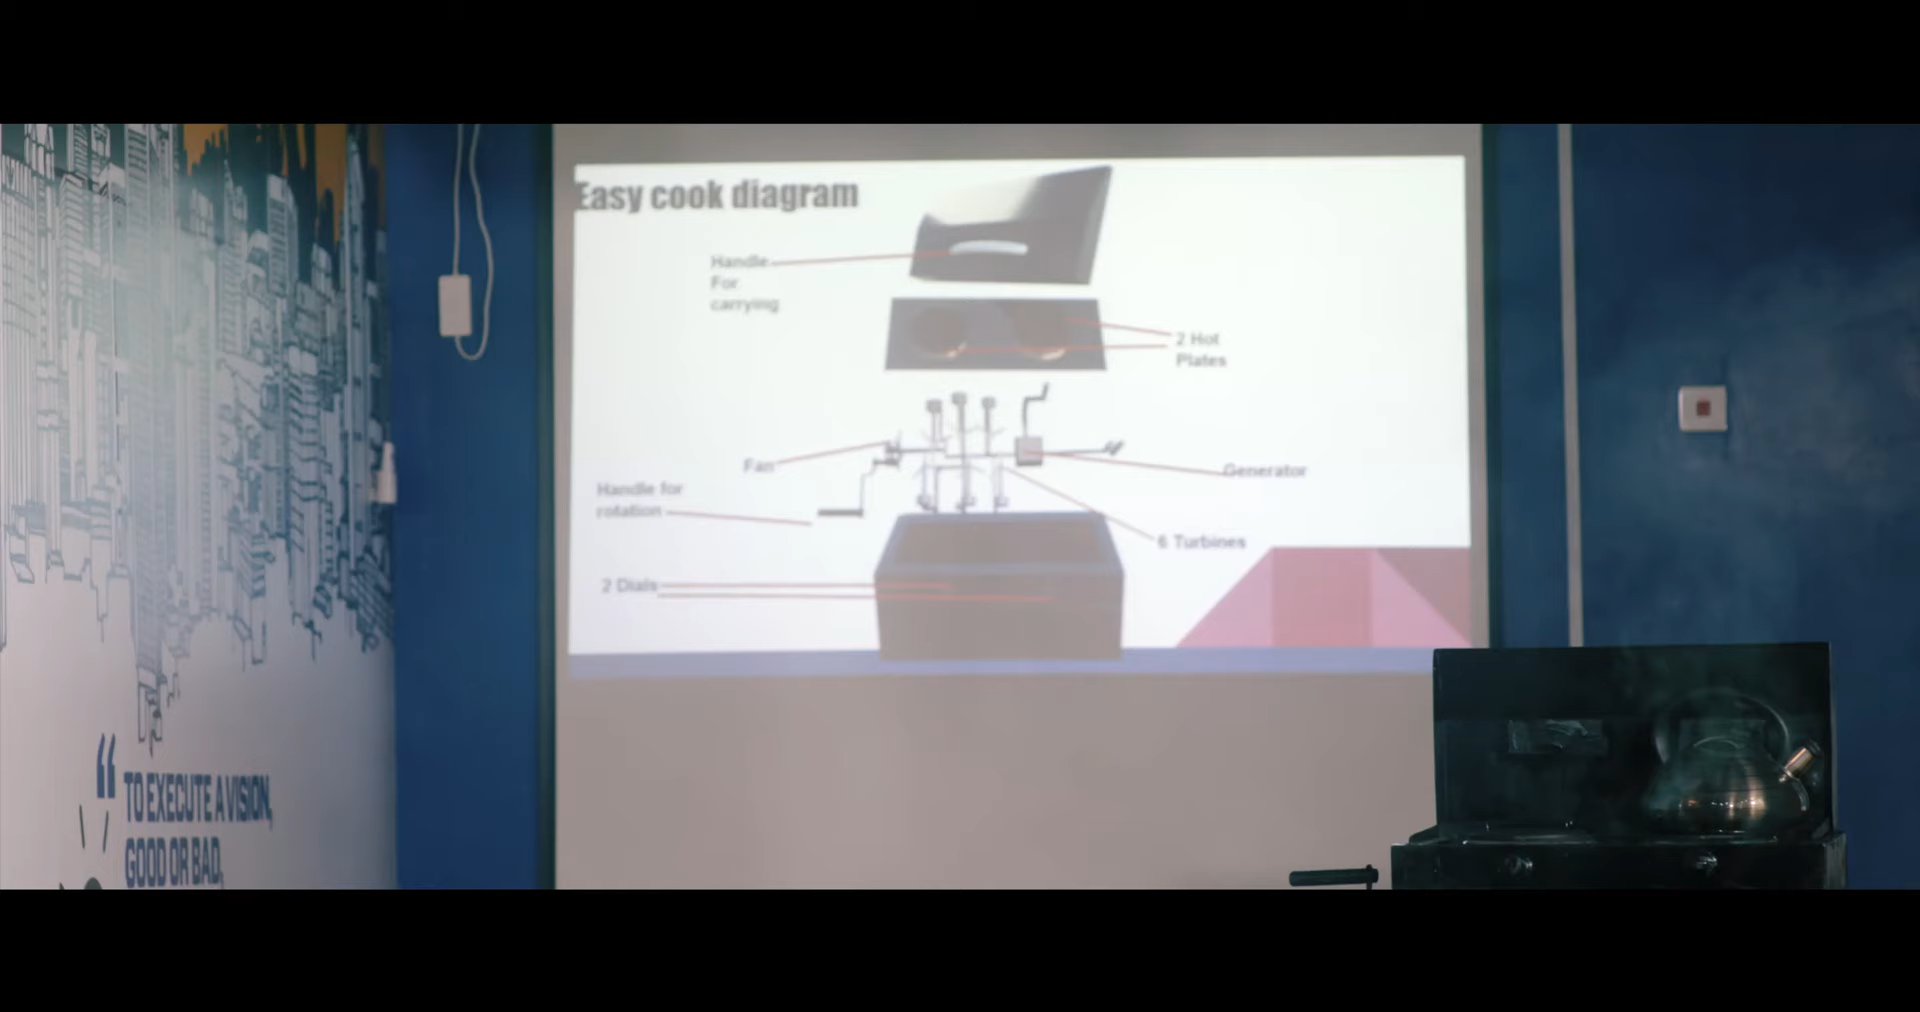 Easy cook diagram
Handle
For
carrying
2 Hot
Plates
Fan
Generator
Handle for
rotation
6 Turbines
2 Dials
“ TO EXECUTE A VISION,
GOOD OR BAD,